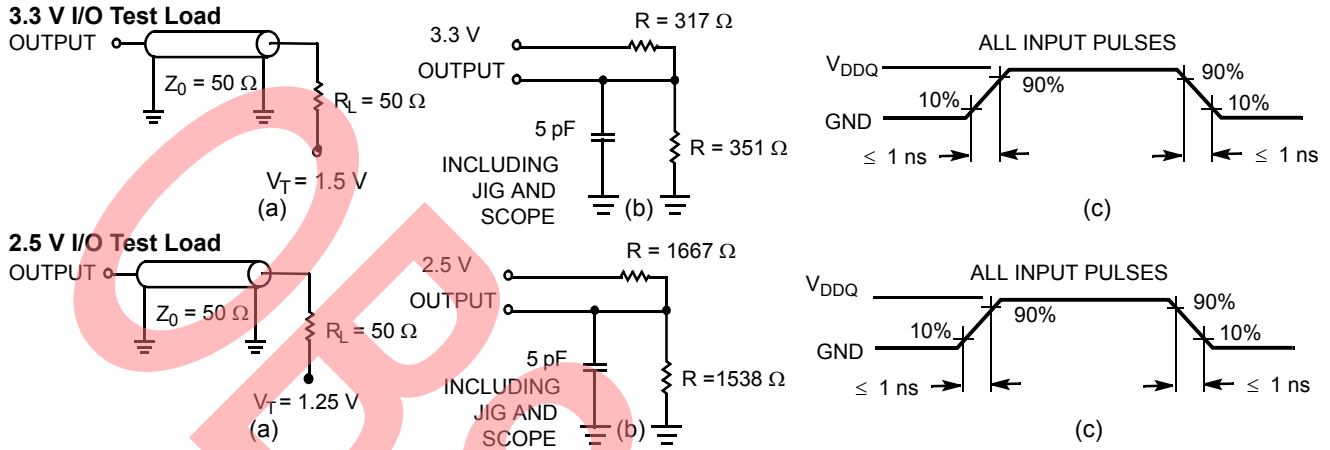 3.3 V I/O Test Load
OUTPUT
Z0 = 50 Ω
RL = 50 Ω
VT = 1.5 V
(a)
R = 317 Ω
3.3 V
OUTPUT
5 pF
R = 351 Ω
INCLUDING
JIG AND
SCOPE
(b)
ALL INPUT PULSES
VDDQ
GND
10%
90%
90%
10%
≤ 1 ns
≤ 1 ns
(c)
2.5 V I/O Test Load
OUTPUT
Z0 = 50 Ω
RL = 50 Ω
VT = 1.25 V
(a)
R = 1667 Ω
2.5 V
OUTPUT
5 pF
R =1538 Ω
INCLUDING
JIG AND
SCOPE
(b)
ALL INPUT PULSES
VDDQ
GND
10%
90%
90%
10%
≤ 1 ns
≤ 1 ns
(c)